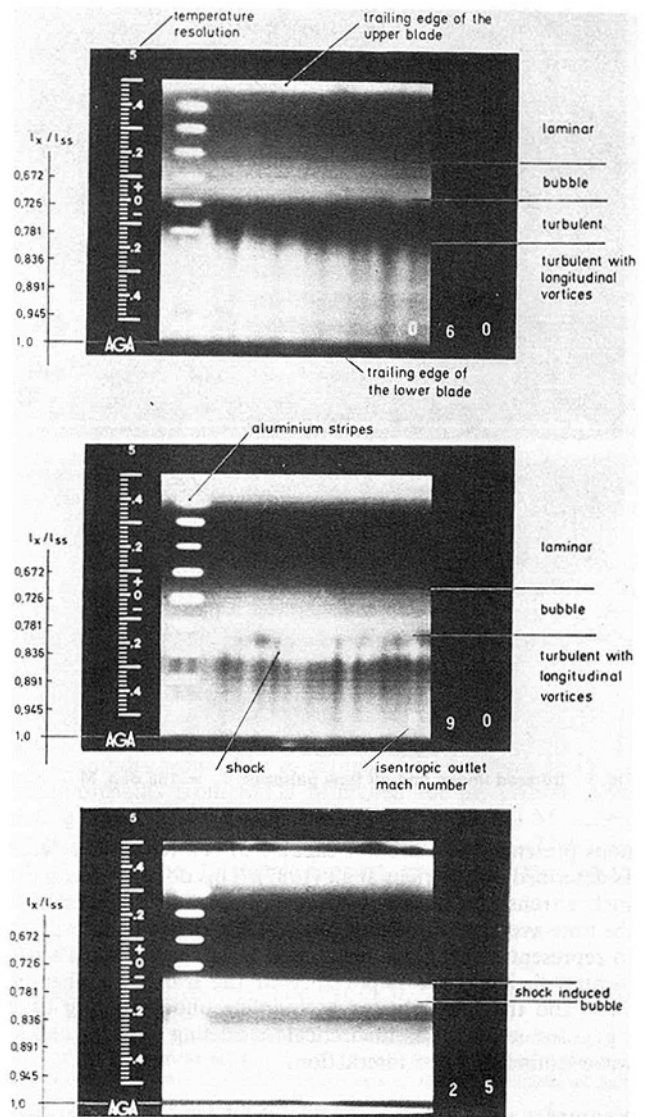 temperature
resolution
trailing edge of the
upper blade
5
lx/lss
.4
.2
+
0
−
.2
.4
0,672
0,726
0,781
0,836
0,891
0,945
1,0
AGA
laminar
bubble
turbulent
turbulent with
longitudinal
vortices
0 6 0
trailing edge of
the lower blade
aluminium stripes
5
lx/lss
.4
.2
+
0
−
.2
.4
0,672
0,726
0,781
0,836
0,891
0,945
1,0
AGA
laminar
bubble
turbulent with
longitudinal
vortices
9 0
shock
isentropic outlet
mach number
5
lx/lss
.2
+
0
−
.2
.4
0,672
0,726
0,781
0,836
0,945
1,0
AGA
shock induced
bubble
2 5